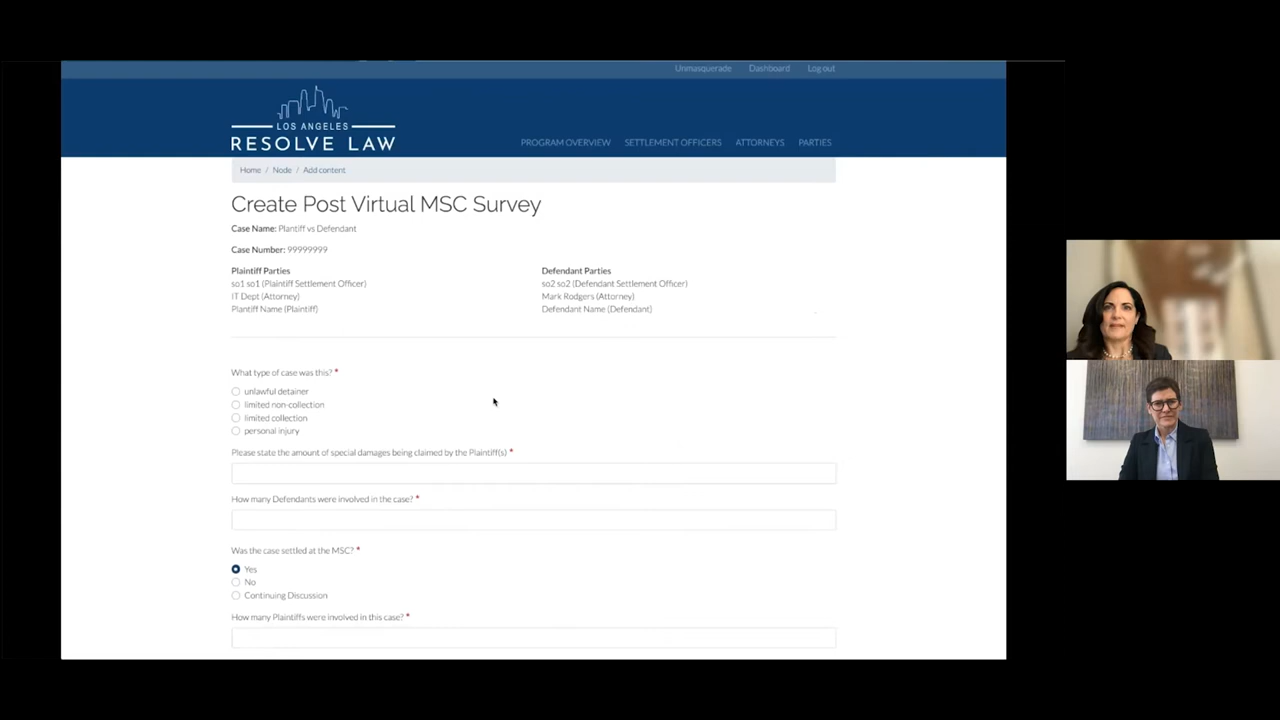 Unmasquerade Dashboard Log out
LOS ANGELES
RESOLVE LAW
PROGRAM OVERVIEW SETTLEMENT OFFICERS ATTORNEYS PARTIES
Home / Node / Add content
Create Post Virtual MSC Survey
Case Name: Plantiff vs Defendant
Case Number: 99999999
Plaintiff Parties
so1 so1 (Plaintiff Settlement Officer)
IT Dept (Attorney)
Plantiff Name (Plaintiff)
Defendant Parties
so2 so2 (Defendant Settlement Officer)
Mark Rodgers (Attorney)
Defendant Name (Defendant)
What type of case was this? *
unlawful detainer
limited non-collection
limited collection
personal injury
Please state the amount of special damages being claimed by the Plaintiff(s) *
How many Defendants were involved in the case? *
Was the case settled at the MSC? *
Yes
No
Continuing Discussion
How many Plaintiffs were involved in this case? *